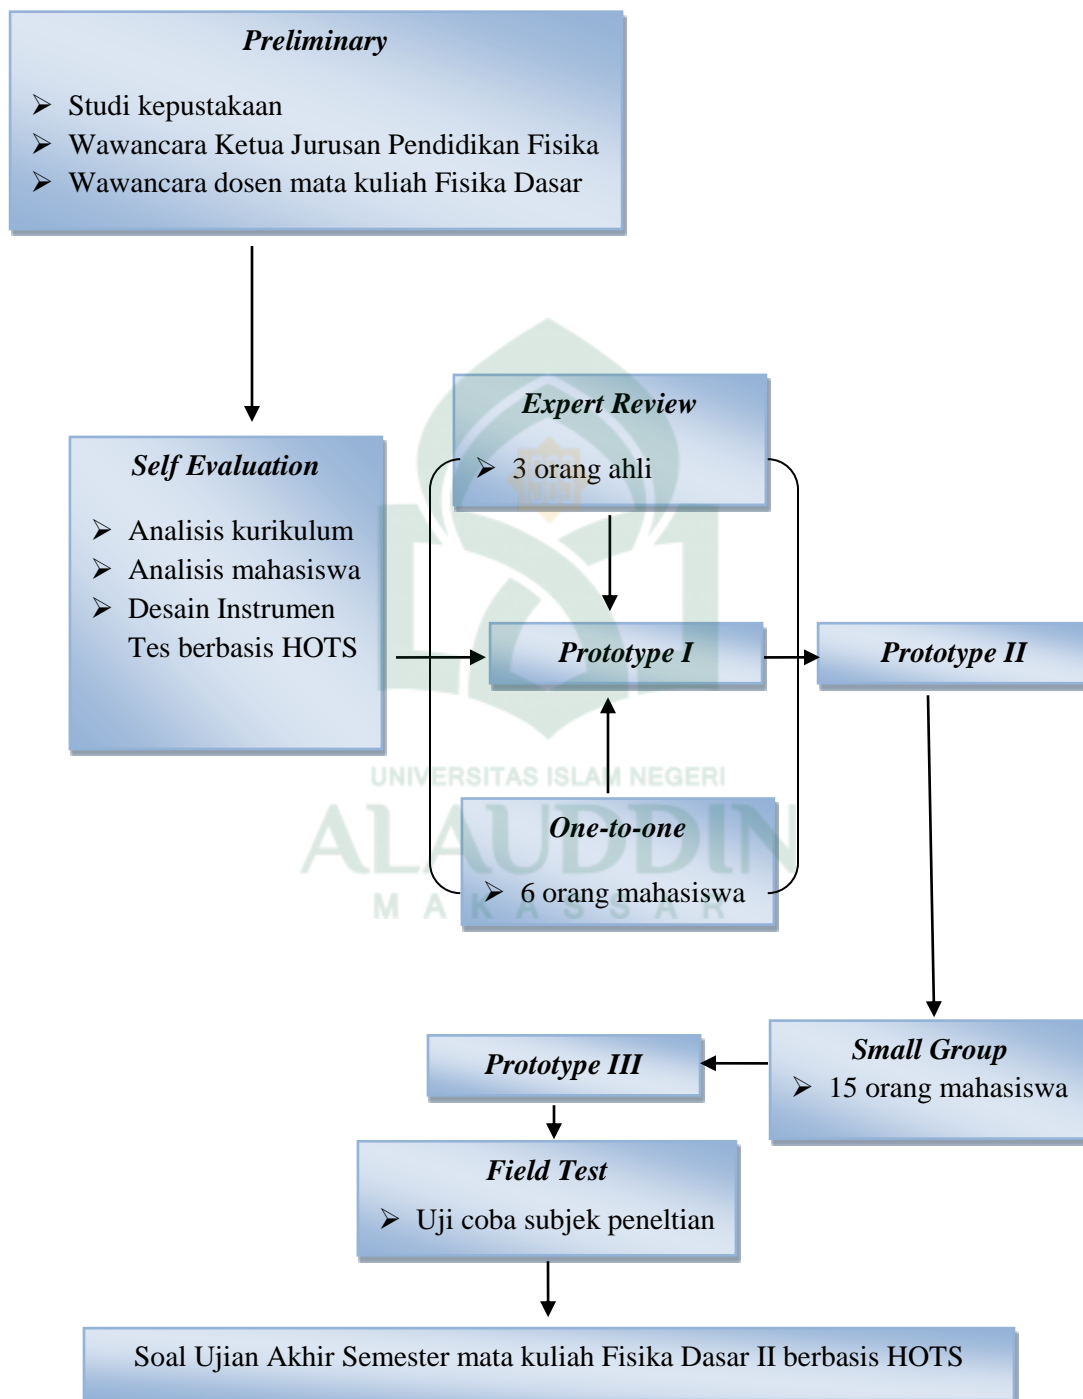 Preliminary
➢ Studi kepustakaan
➢ Wawancara Ketua Jurusan Pendidikan Fisika
➢ Wawancara dosen mata kuliah Fisika Dasar
Expert Review
➢ 3 orang ahli
Self Evaluation
➢ Analisis kurikulum
➢ Analisis mahasiswa
➢ Desain Instrumen
Tes berbasis HOTS
Prototype I
Prototype II
UNIVERSITAS ISLAM NEGERI
ALAUDDIN
MAKASSAR
One-to-one
➢ 6 orang mahasiswa
Small Group
➢ 15 orang mahasiswa
Prototype III
Field Test
➢ Uji coba subjek peneltian
Soal Ujian Akhir Semester mata kuliah Fisika Dasar II berbasis HOTS